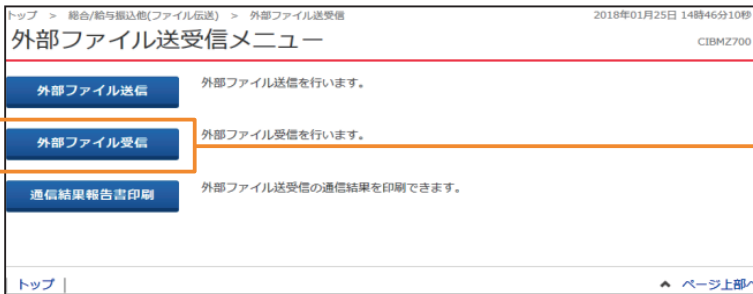 トップ > 総合/給与振込他(ファイル伝送) > 外部ファイル送受信
2018年01月25日 14時46分10秒
外部ファイル送受信メニュー
CIBMZ700
外部ファイル送信
外部ファイル送信を行います。
外部ファイル受信
外部ファイル受信を行います。
通信結果報告書印刷
外部ファイル送受信の通信結果を印刷できます。
トップ |
ページ上部へ